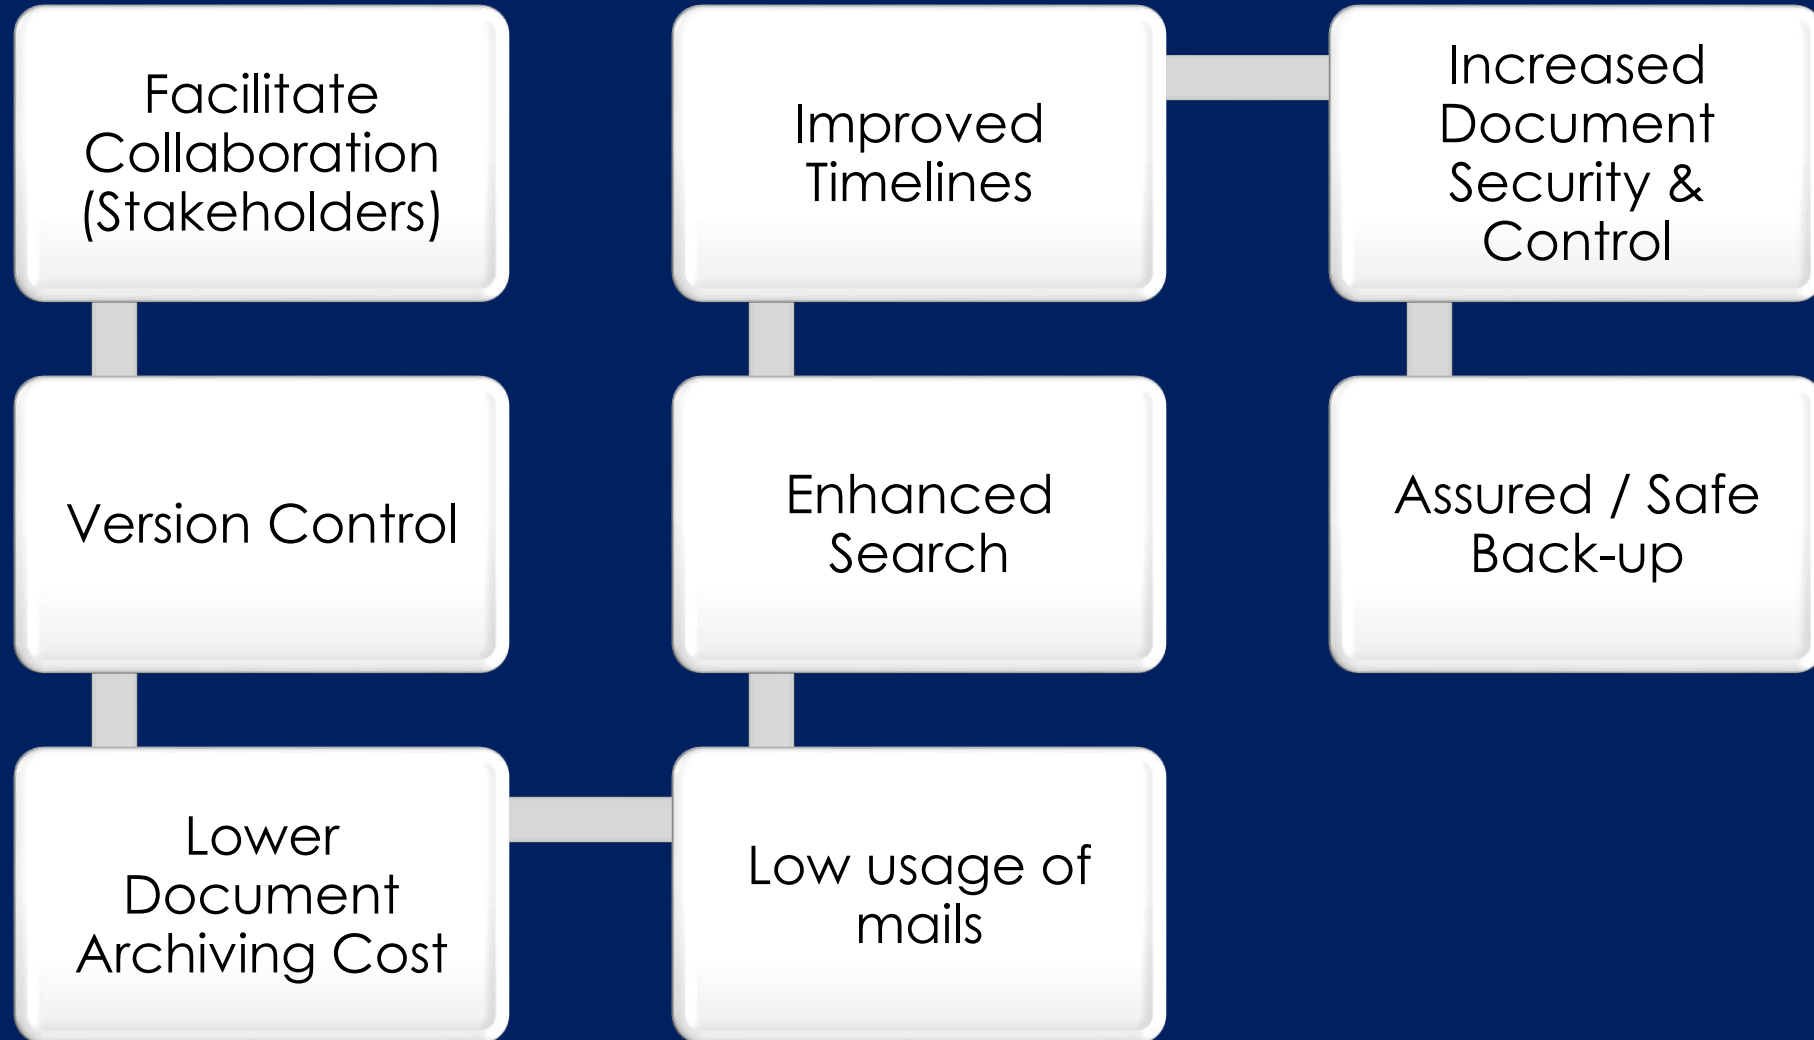 Facilitate
Collaboration
(Stakeholders)
Version Control
Lower
Document
Archiving Cost
Low usage of
mails
Enhanced
Search
Improved
Timelines
Increased
Document
Security &
Control
Assured / Safe
Back-up